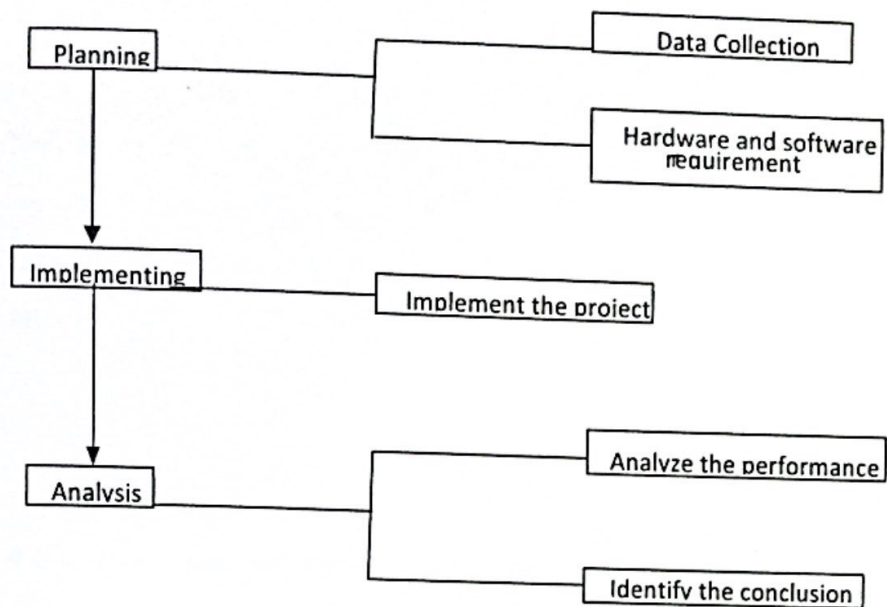 Planning
Data Collection
Hardware and software
requirement
Implementing
Implement the project
Analysis
Analyze the performance
Identify the conclusion